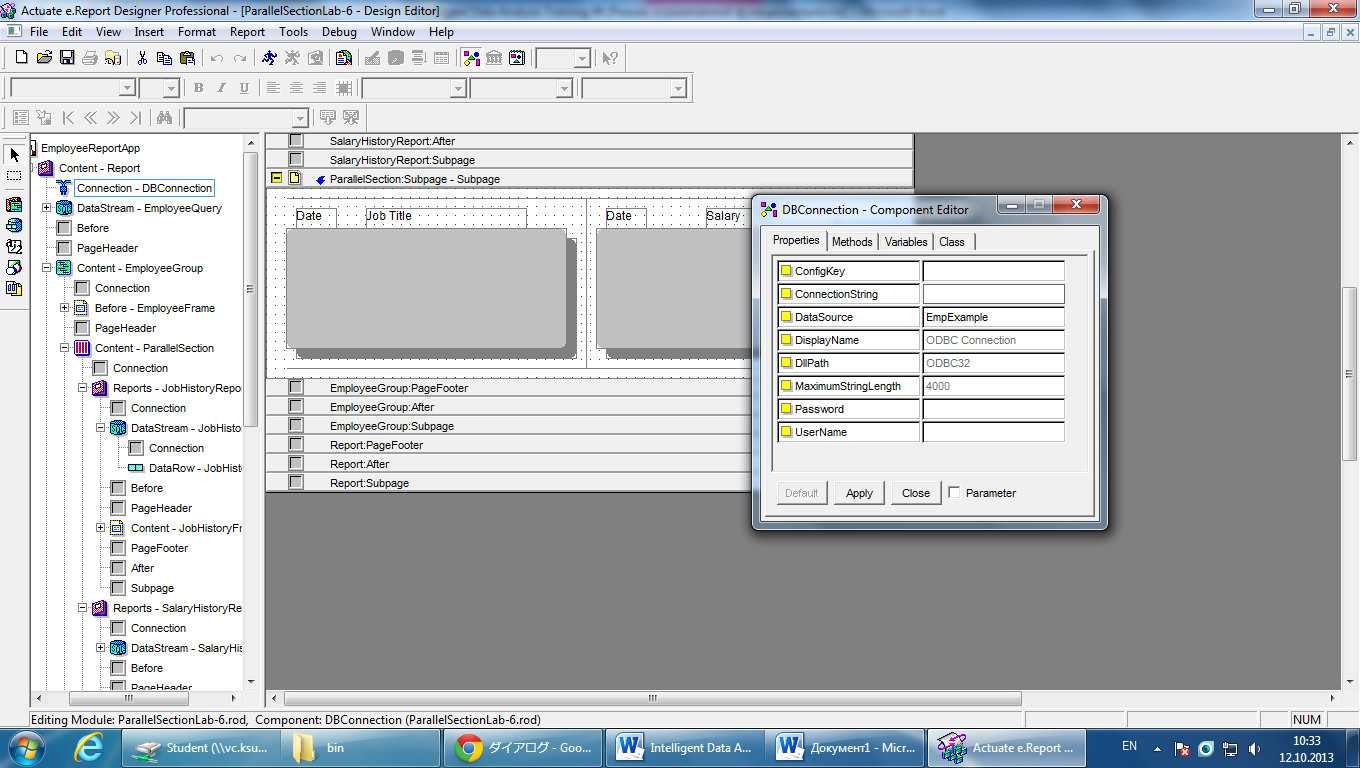 Actuate e.Report Designer Professional - [ParallelSectionLab-6 - Design Editor]
File Edit View Insert Format Report Tools Debug Window Help
B I U
EmployeeReportApp
Content - Report
Connection - DBConnection
DataStream - EmployeeQuery
Before
PageHeader
Content - EmployeeGroup
Connection
Before - EmployeeFrame
PageHeader
Content - ParallelSection
Connection
Reports - JobHistoryRepo
Connection
DataStream - JobHisto
Connection
DataRow - JobHist
Before
PageHeader
Content - JobHistoryFr
PageFooter
After
Subpage
Reports - SalaryHistoryRe
Connection
DataStream - SalaryHis
Before
PageHeader
SalaryHistoryReport:After
SalaryHistoryReport:Subpage
ParallelSection:Subpage - Subpage
Date Job Title Date Salary
EmployeeGroup:PageFooter
EmployeeGroup:After
EmployeeGroup:Subpage
Report:PageFooter
Report:After
Report:Subpage
DBConnection - Component Editor
Properties Methods Variables Class
ConfigKey
ConnectionString
DataSource EmpExample
DisplayName ODBC Connection
DllPath ODBC32
MaximumStringLength 4000
Password
UserName
Default Apply Close Parameter
Editing Module: ParallelSectionLab-6.rod, Component: DBConnection (ParallelSectionLab-6.rod) NUM
Student (\\vc.ksu... bin ダイアログ - Goo... Intelligent Data A... Документ1 - Micr... Actuate e.Report ... EN 10:33
12.10.2013